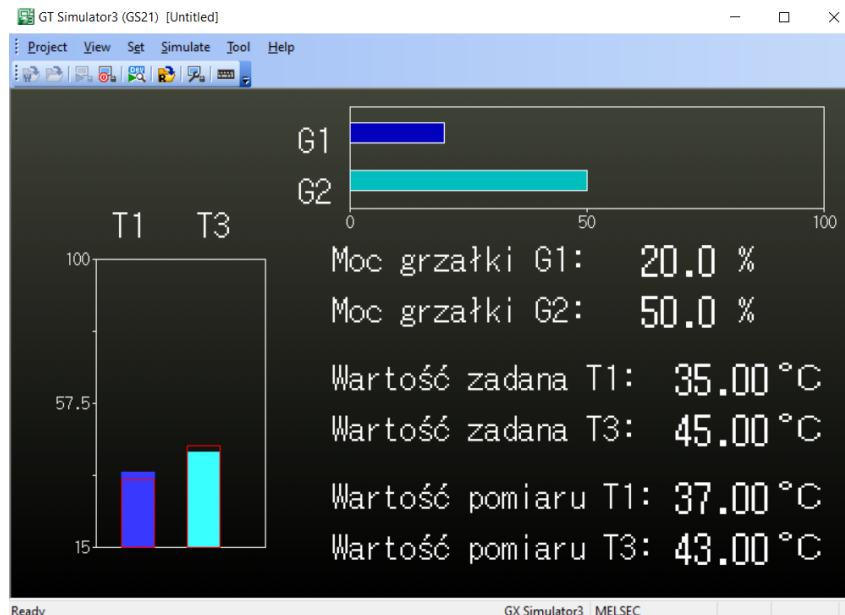 GT Simulator3 (GS21) [Untitled]
Project View Set Simulate Tool Help
G1
G2
0 50 100
T1 T3
100
57.5
15
Moc grzałki G1: 20.0 %
Moc grzałki G2: 50.0 %
Wartość zadana T1: 35.00°C
Wartość zadana T3: 45.00°C
Wartość pomiaru T1: 37.00°C
Wartość pomiaru T3: 43.00°C
Ready GX Simulator3 MELSEC